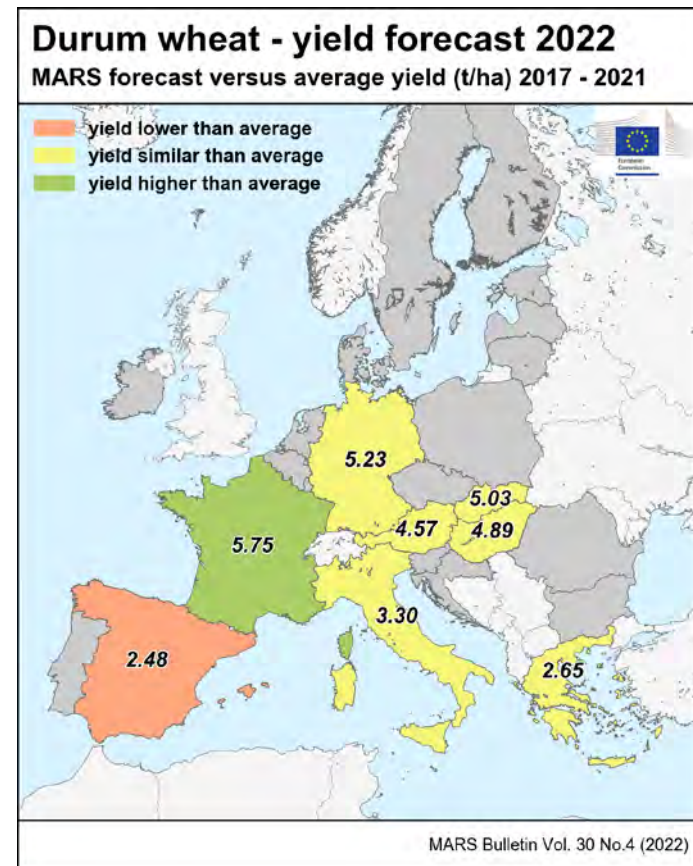 Durum wheat - yield forecast 2022
MARS forecast versus average yield (t/ha) 2017 - 2021
yield lower than average
yield similar than average
yield higher than average
European
Commission
5.23
5.03
4.57
4.89
5.75
3.30
2.48
2.65
MARS Bulletin Vol. 30 No.4 (2022)